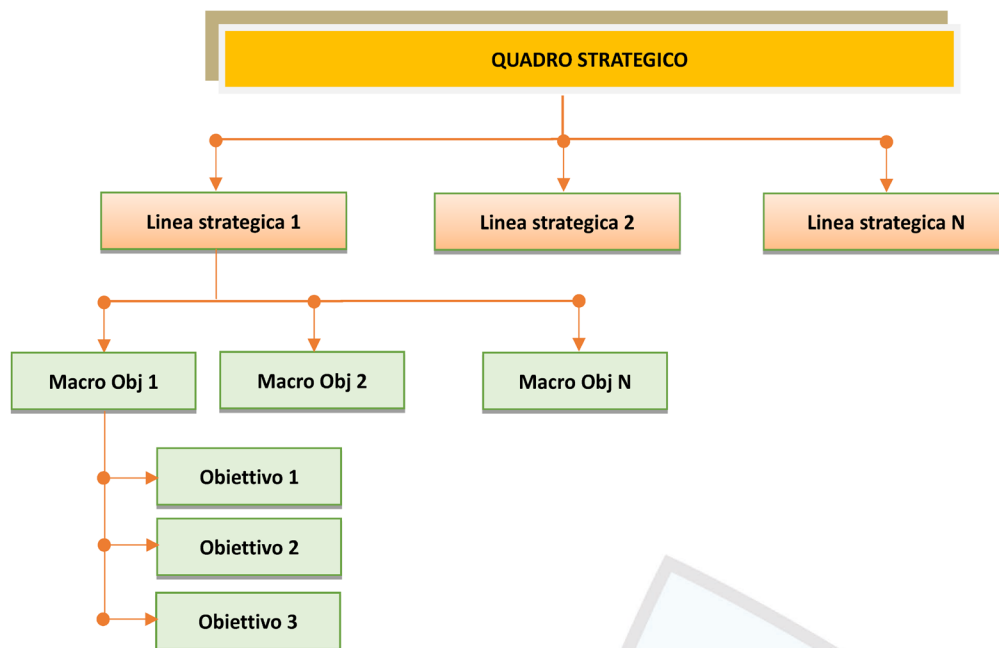 QUADRO STRATEGICO
Linea strategica 1
Linea strategica 2
Linea strategica N
Macro Obj 1
Macro Obj 2
Macro Obj N
Obiettivo 1
Obiettivo 2
Obiettivo 3